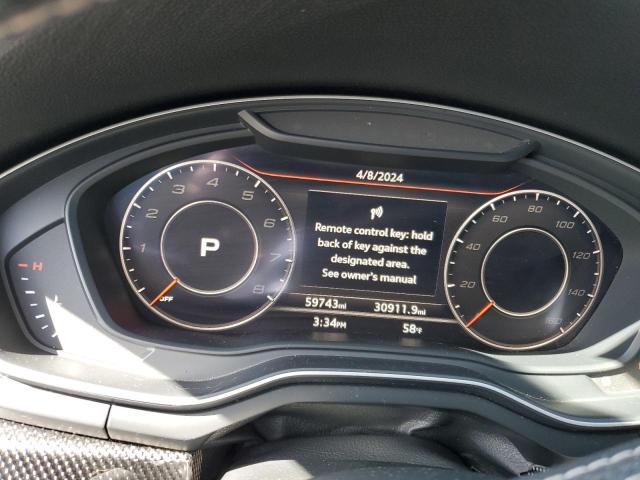 4/8/2024
Remote control key: hold
back of key against the
designated area.
See owner's manual
59743mi 30911.9mi
3:34PM 58°F
P
OFF
1
2
3
4
5
6
7
8
20
40
60
80
100
120
140
160
H